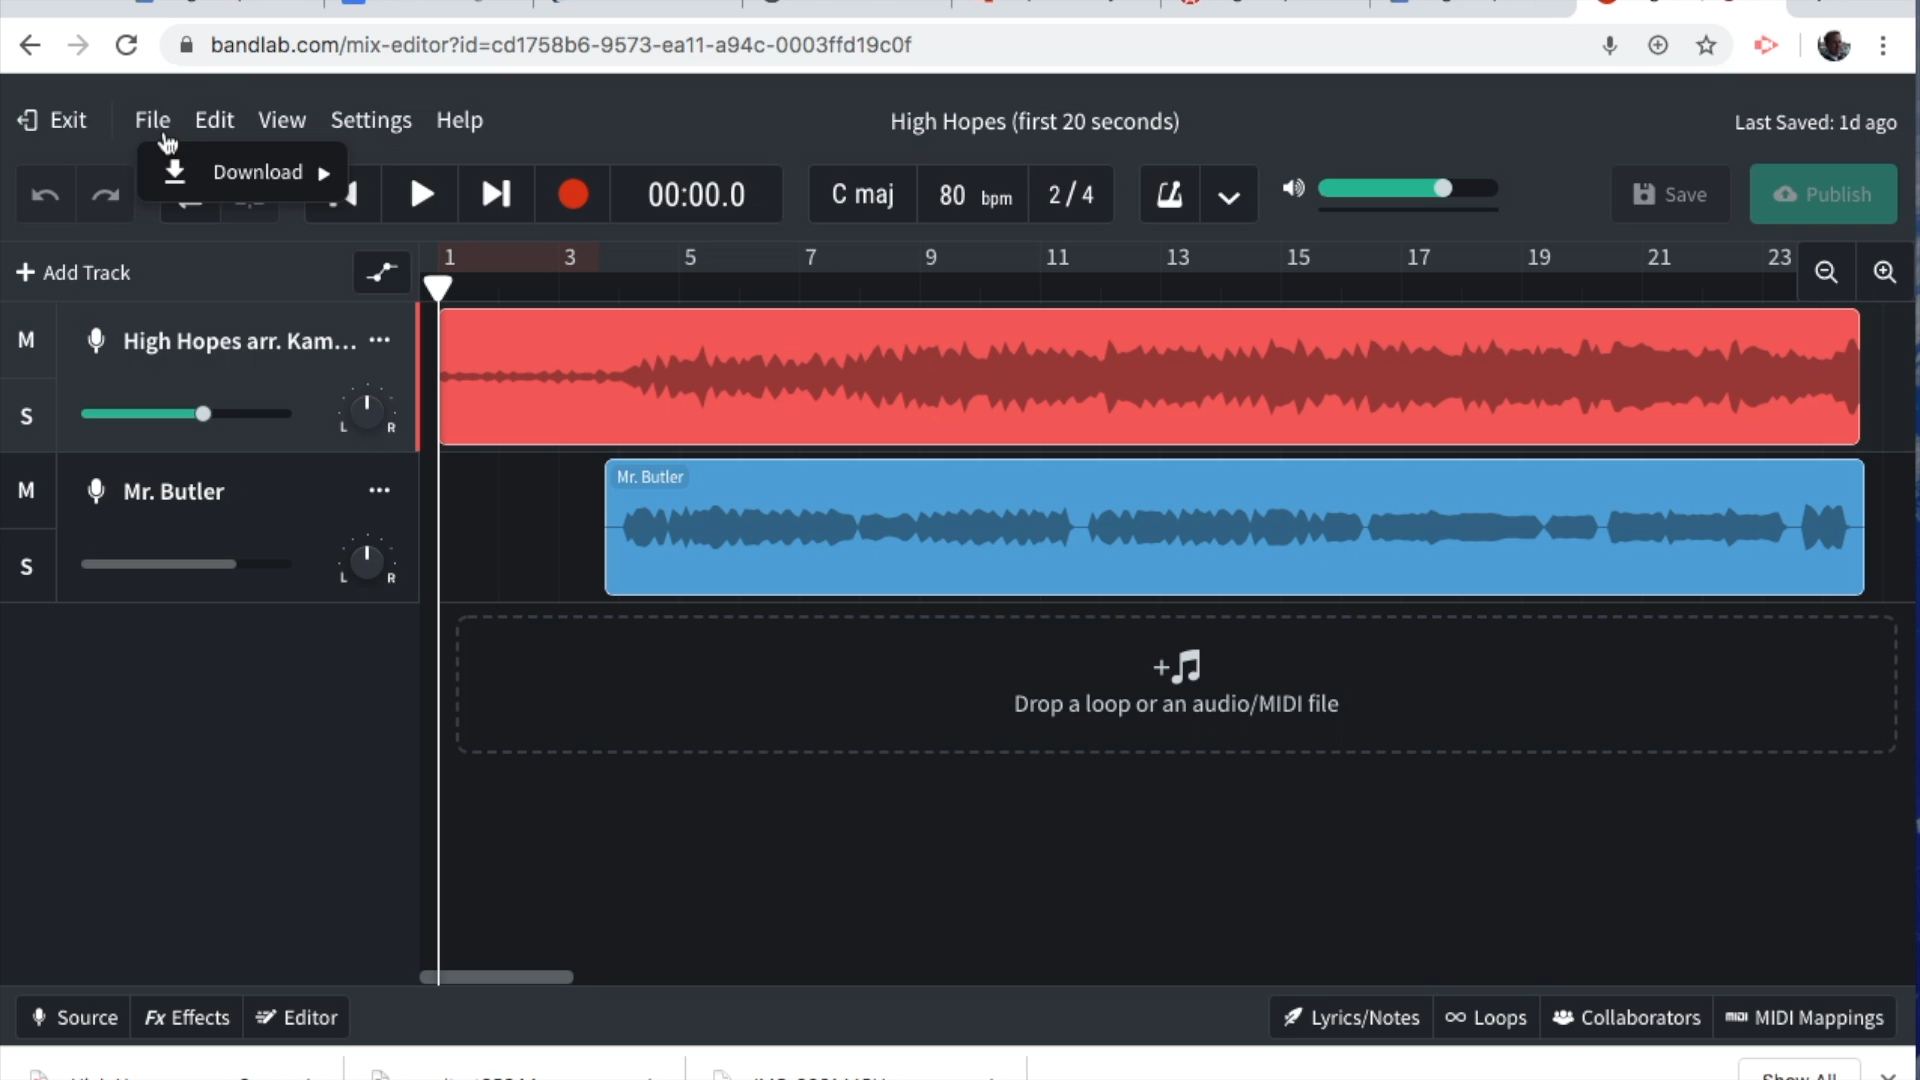 bandlab.com/mix-editor?id=cd1758b6-9573-ea11-a94c-0003ffd19c0f
Exit File Edit View Settings Help High Hopes (first 20 seconds) Last Saved: 1d ago
Download
00:00.0 C maj 80 bpm 2 / 4 Save Publish
+ Add Track 1 3 5 7 9 11 13 15 17 19 21 23
M High Hopes arr. Kam...
S L R
Mr. Butler
M Mr. Butler
S L R
Drop a loop or an audio/MIDI file
Source Fx Effects Editor Lyrics/Notes Loops Collaborators MIDI MIDI Mappings
Show All